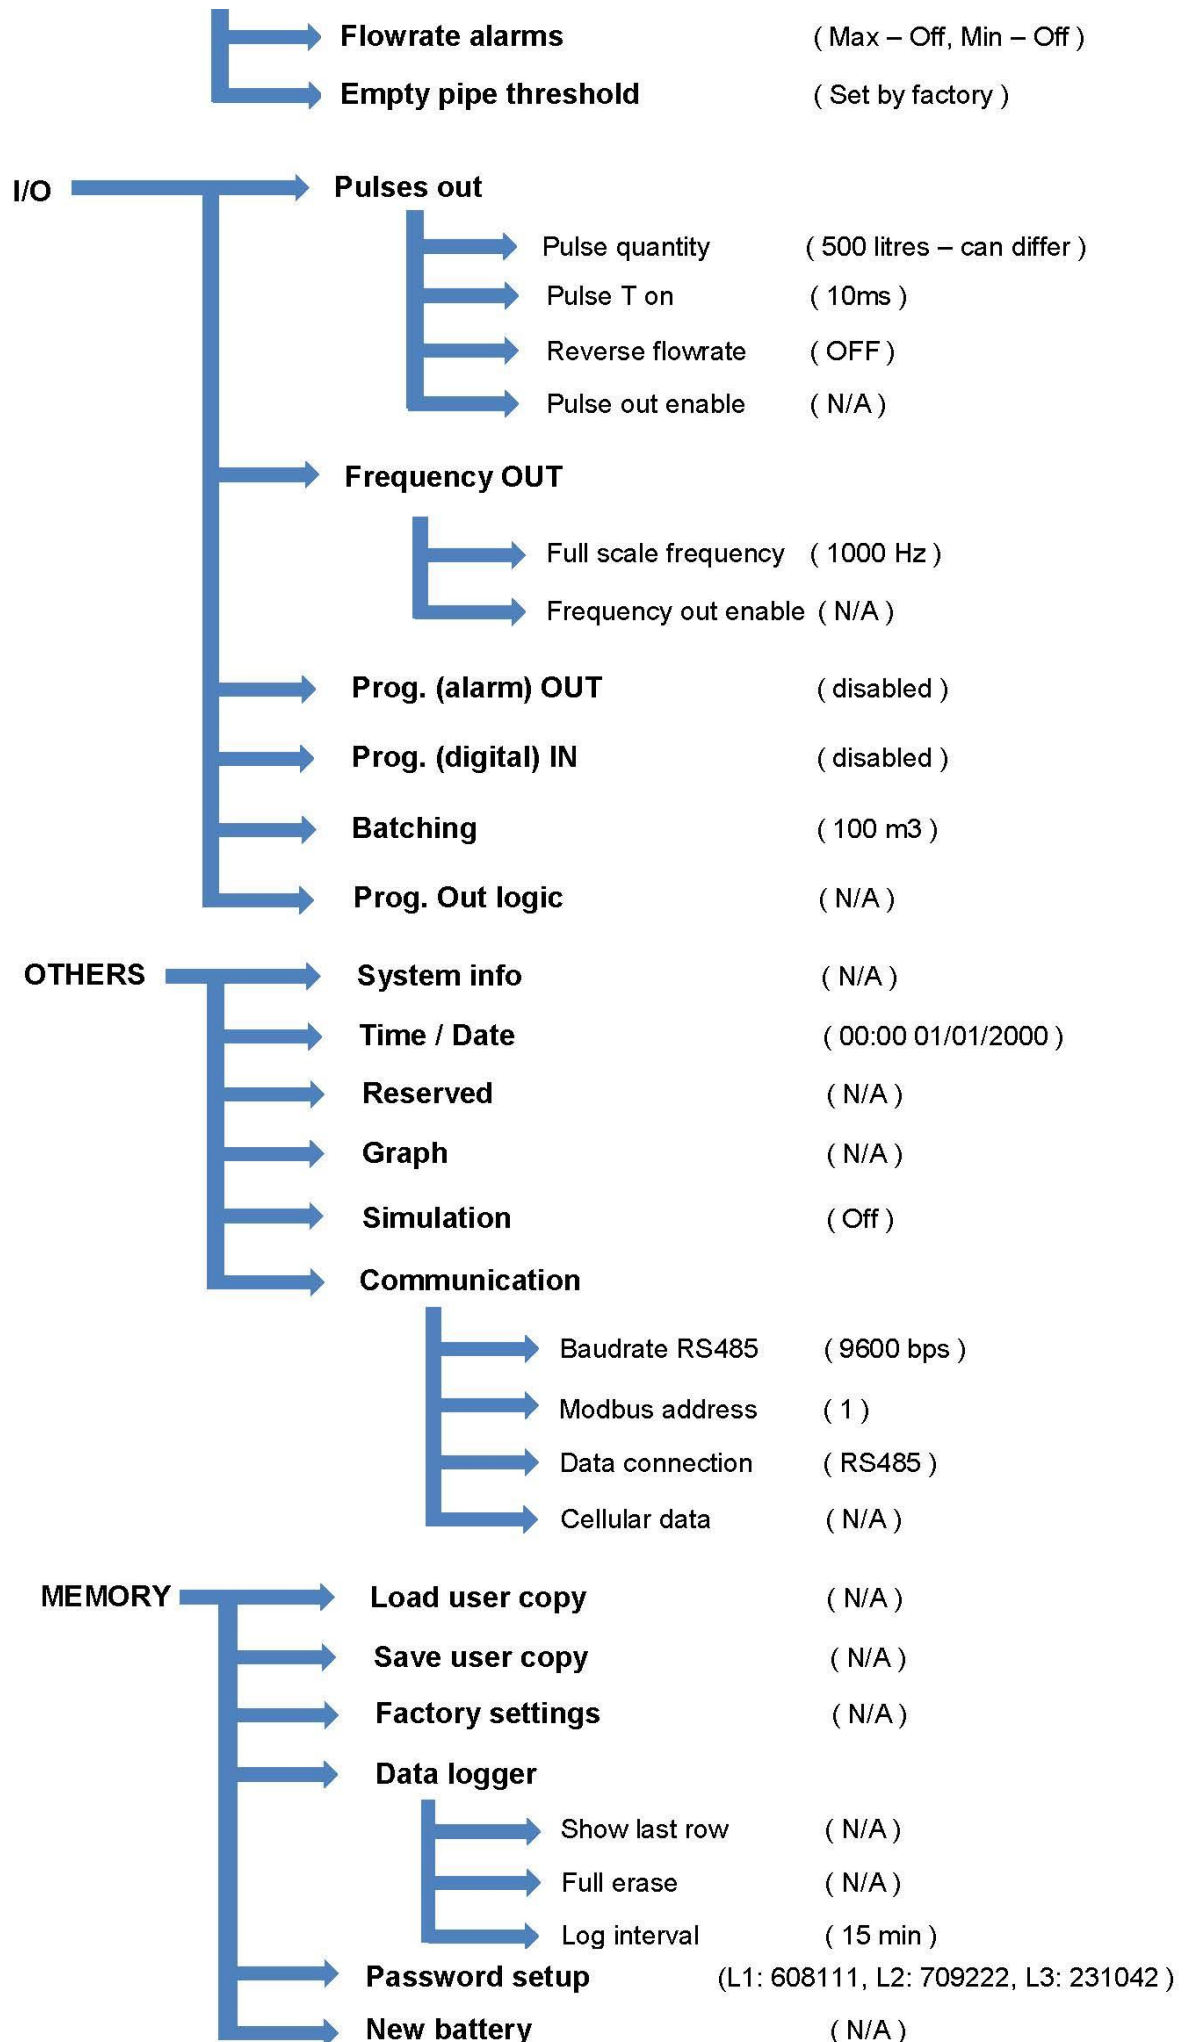 Flowrate alarms ( Max – Off, Min – Off )
Empty pipe threshold ( Set by factory )
I/O Pulses out
Pulse quantity ( 500 litres – can differ )
Pulse T on ( 10ms )
Reverse flowrate ( OFF )
Pulse out enable ( N/A )
Frequency OUT
Full scale frequency ( 1000 Hz )
Frequency out enable ( N/A )
Prog. (alarm) OUT ( disabled )
Prog. (digital) IN ( disabled )
Batching ( 100 m3 )
Prog. Out logic ( N/A )
OTHERS System info ( N/A )
Time / Date ( 00:00 01/01/2000 )
Reserved ( N/A )
Graph ( N/A )
Simulation ( Off )
Communication
Baudrate RS485 ( 9600 bps )
Modbus address ( 1 )
Data connection ( RS485 )
Cellular data ( N/A )
MEMORY Load user copy ( N/A )
Save user copy ( N/A )
Factory settings ( N/A )
Data logger
Show last row ( N/A )
Full erase ( N/A )
Log interval ( 15 min )
Password setup (L1: 608111, L2: 709222, L3: 231042 )
New battery ( N/A )